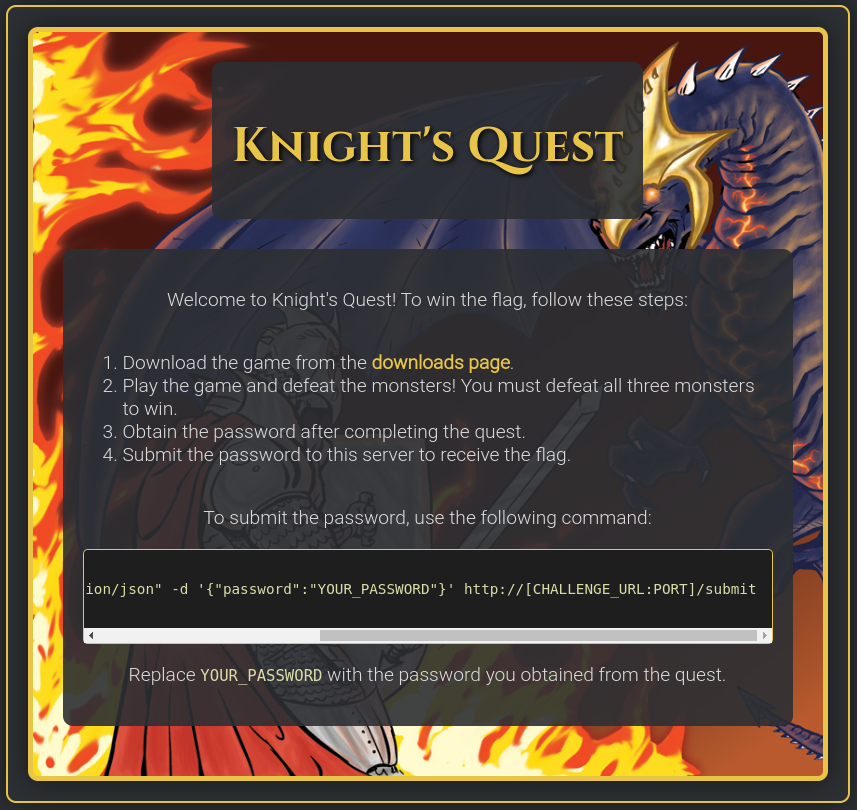 Knight's Quest
Welcome to Knight's Quest! To win the flag, follow these steps:
1. Download the game from the downloads page.
2. Play the game and defeat the monsters! You must defeat all three monsters
to win.
3. Obtain the password after completing the quest.
4. Submit the password to this server to receive the flag.
To submit the password, use the following command:
ion/json" -d '{"password":"YOUR_PASSWORD"}' http://[CHALLENGE_URL:PORT]/submit
Replace YOUR_PASSWORD with the password you obtained from the quest.